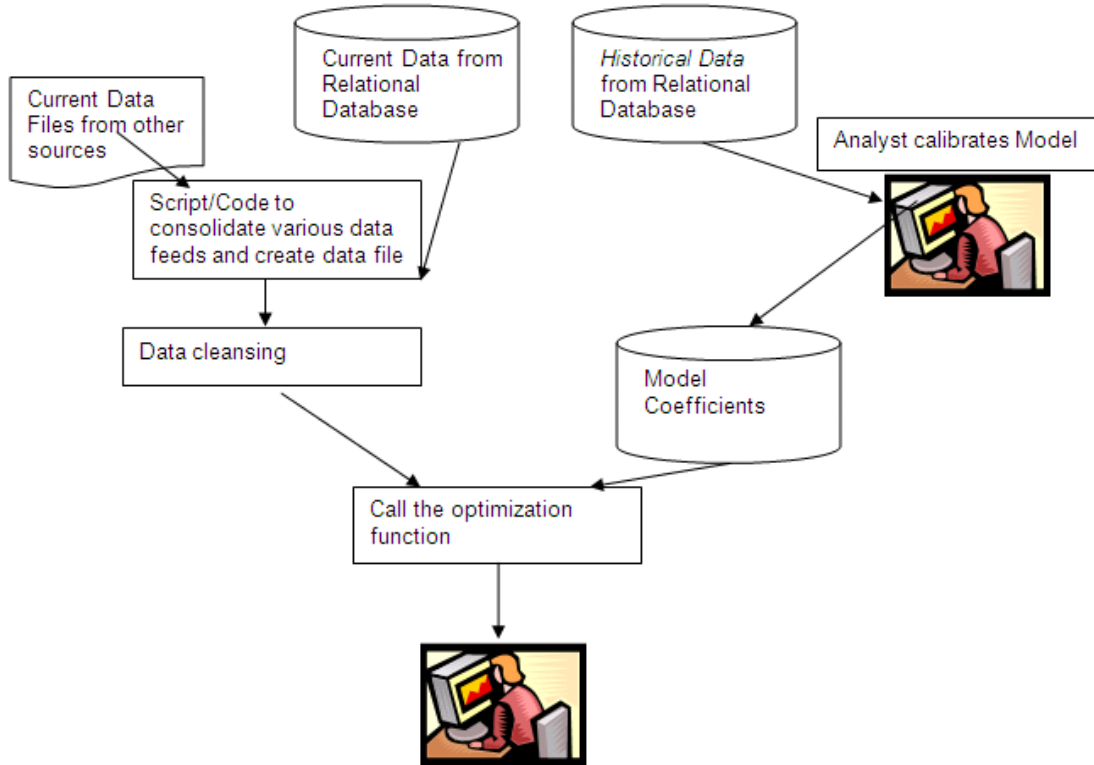 Current Data from
Relational
Database
Historical Data
from Relational
Database
Current Data
Files from other
sources
Analyst calibrates Model
Script/Code to
consolidate various data
feeds and create data file
Data cleansing
Model
Coefficients
Call the optimization
function